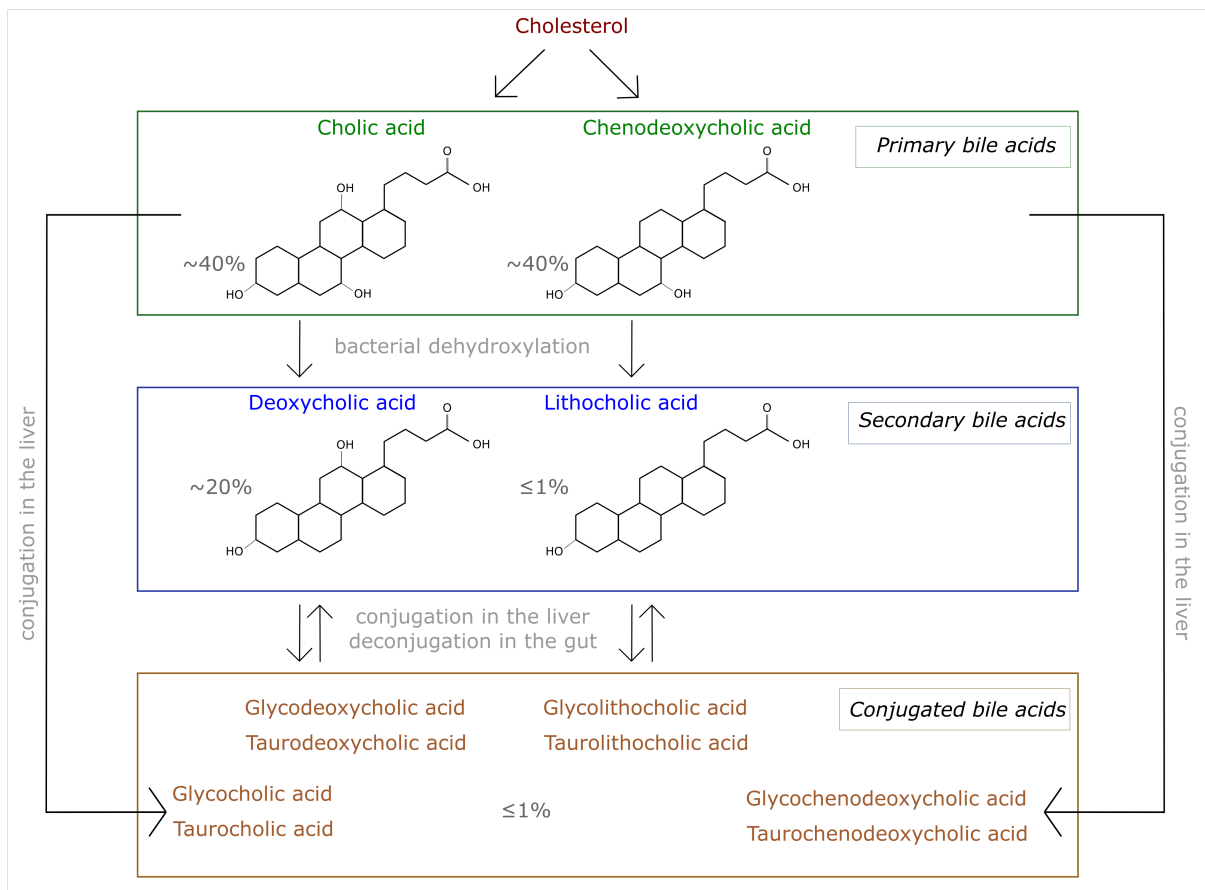 Cholesterol
Cholic acid
Chenodeoxycholic acid
Primary bile acids
O
OH
OH
~40%
HO
OH
O
OH
~40%
HO
OH
bacterial dehydroxylation
conjugation in the liver
conjugation in the liver
Deoxycholic acid
Lithocholic acid
Secondary bile acids
O
OH
OH
~20%
HO
O
OH
≤1%
HO
conjugation in the liver
deconjugation in the gut
Glycodeoxycholic acid
Taurodeoxycholic acid
Glycolithocholic acid
Taurolithocholic acid
Conjugated bile acids
Glycocholic acid
Taurocholic acid
≤1%
Glycochenodeoxycholic acid
Taurochenodeoxycholic acid